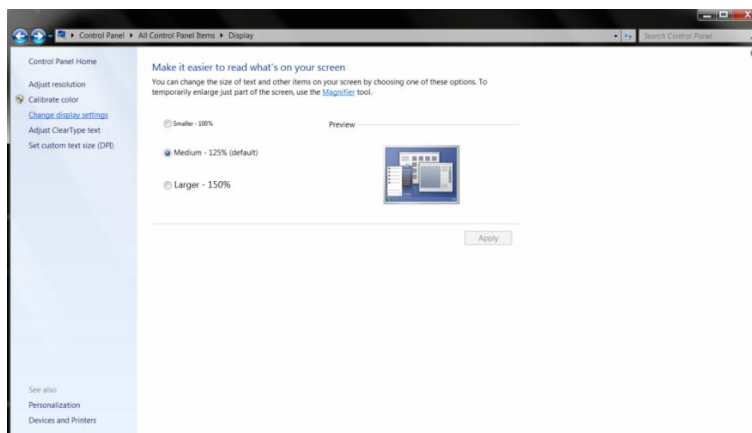 Control Panel ▸ All Control Panel Items ▸ Display
Search Control Panel
Control Panel Home
Adjust resolution
Calibrate color
Change display settings
Adjust ClearType text
Set custom text size (DPI)
Make it easier to read what's on your screen
You can change the size of text and other items on your screen by choosing one of these options. To
temporarily enlarge just part of the screen, use the Magnifier tool.
Smaller - 100%
Preview
Medium - 125% (default)
Larger - 150%
Apply
See also
Personalization
Devices and Printers